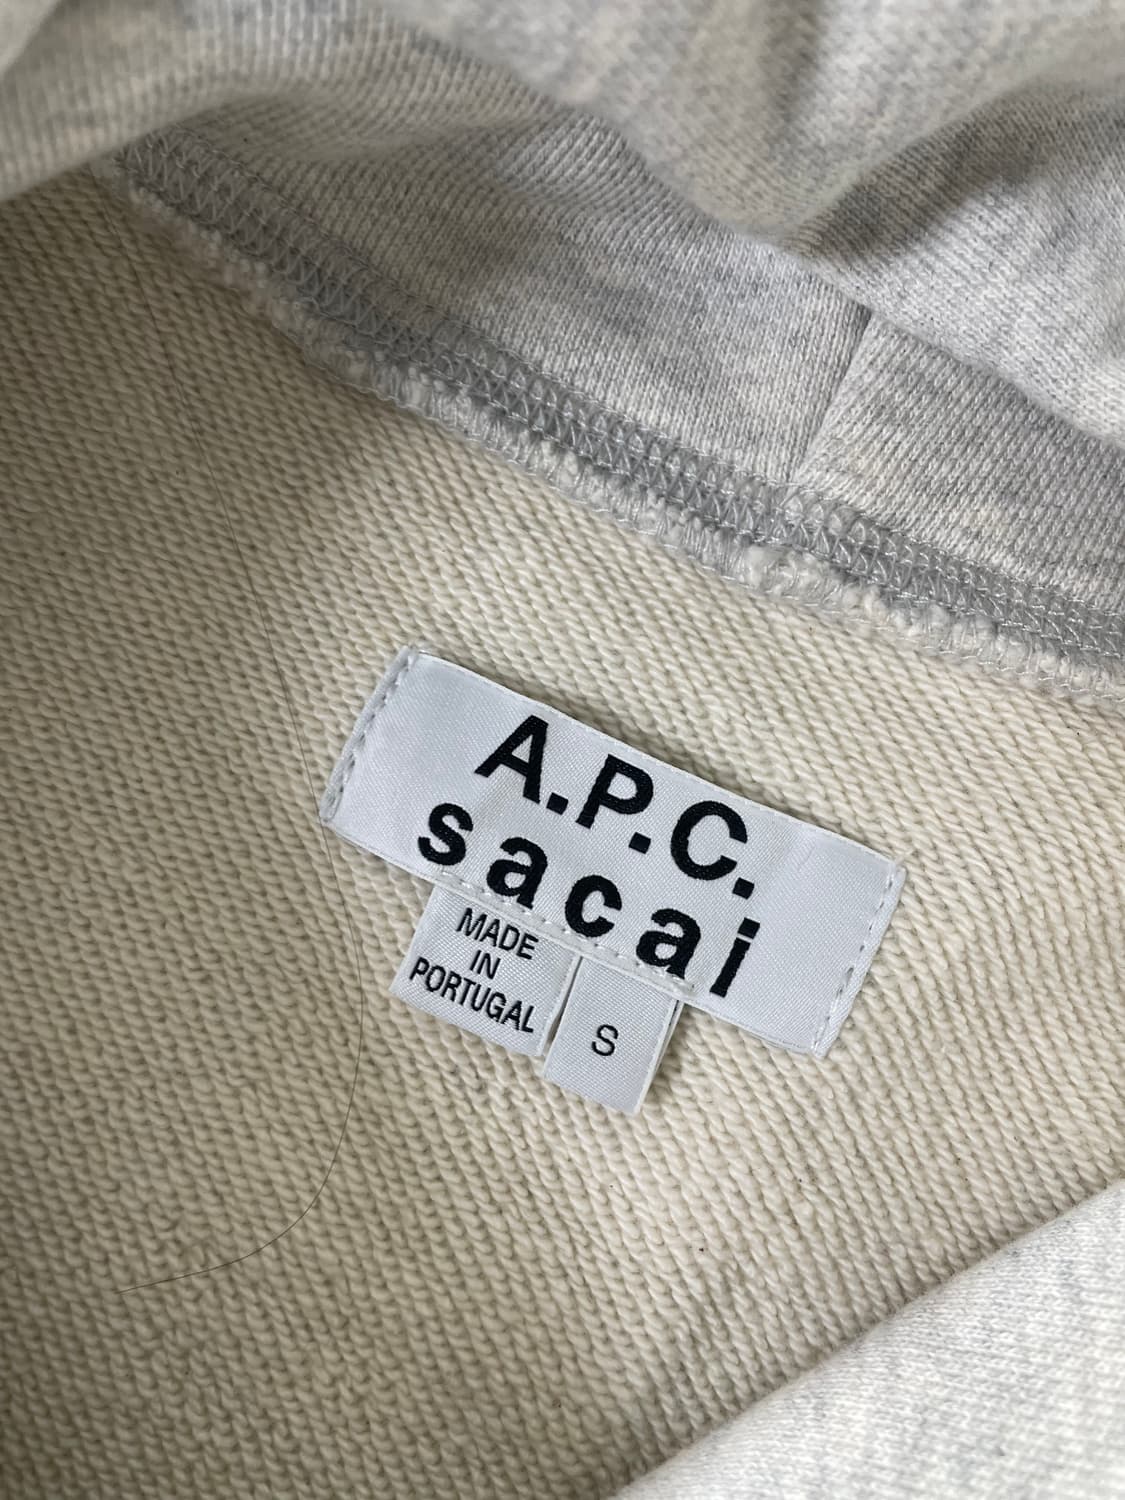 A.P.C.
sacai
MADE
IN
PORTUGAL
S